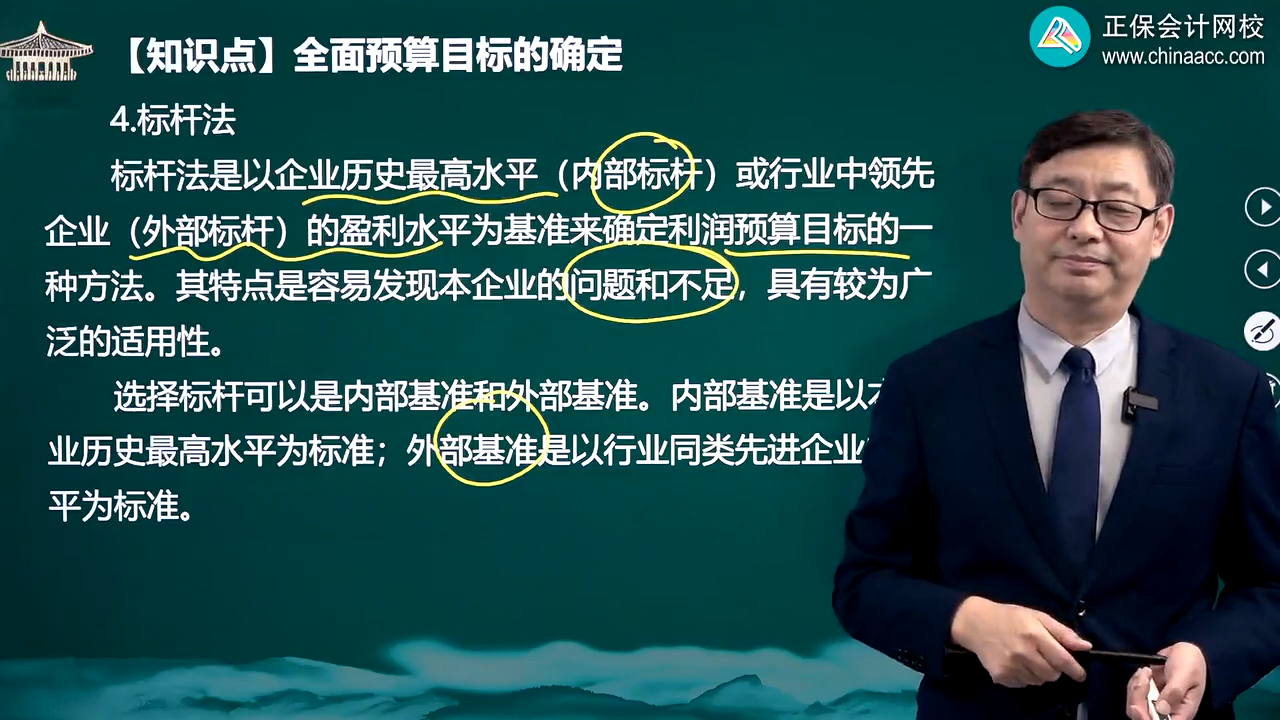 正保会计网校
www.chinaacc.com
【知识点】全面预算目标的确定
4.标杆法
标杆法是以企业历史最高水平（内部标杆）或行业中领先
企业（外部标杆）的盈利水平为基准来确定利润预算目标的一
种方法。其特点是容易发现本企业的问题和不足，具有较为广
泛的适用性。
选择标杆可以是内部基准和外部基准。内部基准是以
业历史最高水平为标准；外部基准是以行业同类先进企业
平为标准。